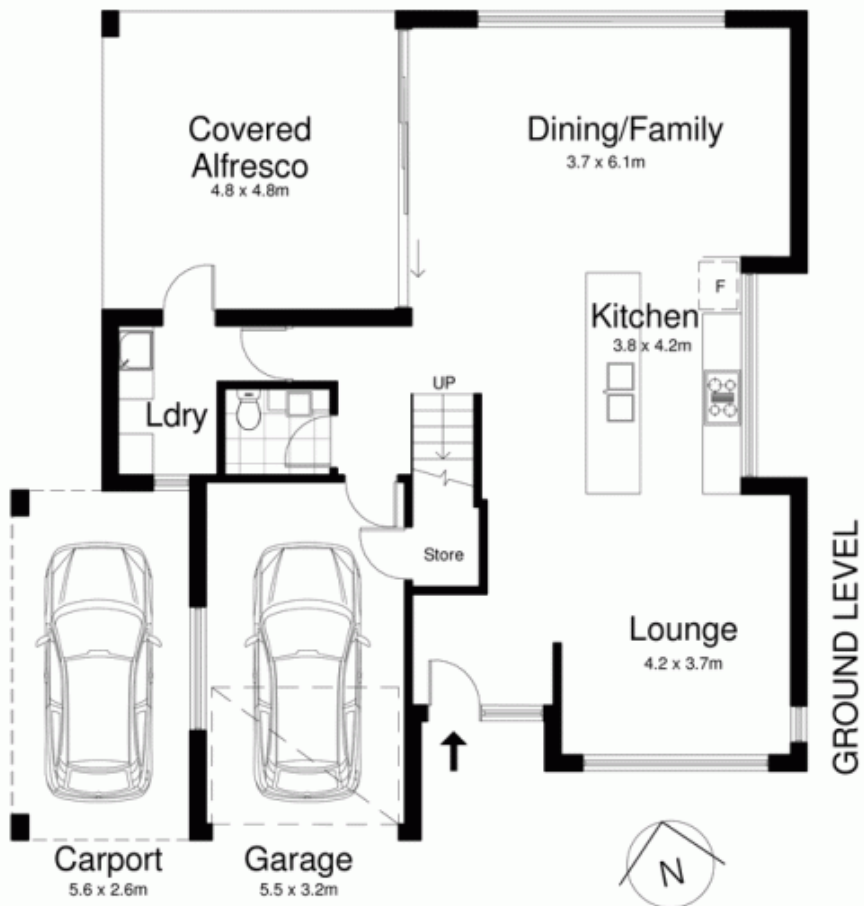 Covered
Alfresco
4.8 x 4.8m
Dining/Family
3.7 x 6.1m
F
Kitchen
3.8 x 4.2m
UP
Ldry
Store
Lounge
4.2 x 3.7m
GROUND LEVEL
Carport
5.6 x 2.6m
Garage
5.5 x 3.2m
N